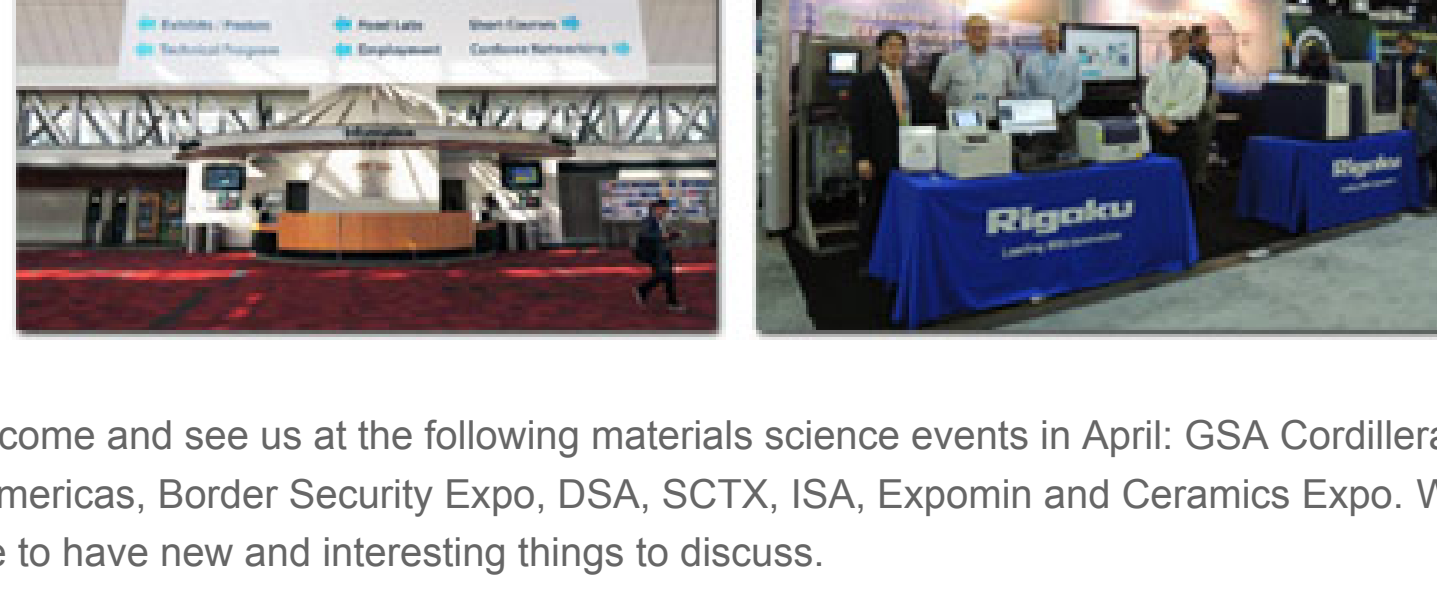 Exhibits / Posters
Short Courses
Technical Program
Employment
Information
Rigaku
Rigaku
come and see us at the following materials science events in April: GSA Cordillera
mericas, Border Security Expo, DSA, SCTX, ISA, Expomin and Ceramics Expo. W
e to have new and interesting things to discuss.